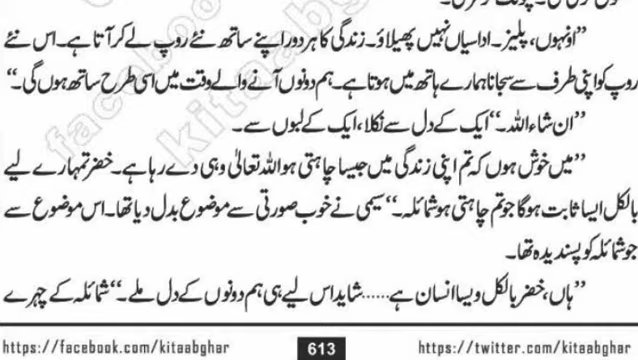 ”اونہوں، پلیز۔ اداسیاں نہیں پھیلاؤ۔ زندگی کا ہر دور اپنے ساتھ نئے روپ لے کر آتا ہے۔ اس نئے
روپ کو اپنی طرف سے سجانا ہمارے ہاتھ میں ہوتا ہے۔ ہم دونوں آنے والے وقت میں اسی طرح ساتھ ہوں گی۔“
”ان شاء اللہ۔“ ایک کے دل سے نکلا، ایک کے لبوں سے۔
”میں خوش ہوں کہ تم اپنی زندگی میں جیسا چاہتی ہو اللہ تعالیٰ وہی دے رہا ہے۔ خضر تمہارے لیے
بالکل ایسا ثابت ہوگا جو تم چاہتی ہو شمائلہ۔“ سیمی نے خوب صورتی سے موضوع بدل دیا تھا۔ اس موضوع سے
جو شمائلہ کو پسندیدہ تھا۔
”ہاں، خضر بالکل ویسا انسان ہے......شاید اس لیے ہی ہم دونوں کے دل ملے۔“ شمائلہ کے چہرے
https://facebook.com/kitaabghar 613 https://twitter.com/kitaabghar